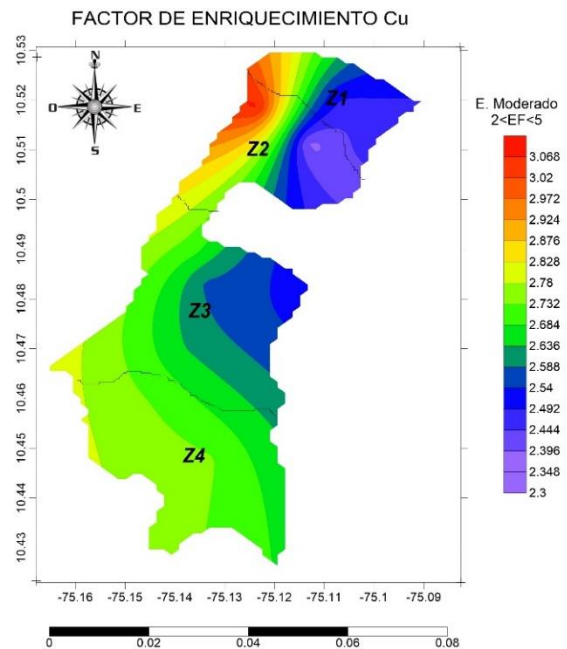 FACTOR DE ENRIQUECIMIENTO Cu
10.53
10.52
10.51
10.5
10.49
10.48
10.47
10.46
10.45
10.44
10.43
N
O
E
S
Z1
Z2
Z3
Z4
-75.16 -75.15 -75.14 -75.13 -75.12 -75.11 -75.1 -75.09
0 0.02 0.04 0.06 0.08
E. Moderado
2<EF<5
3.068
3.02
2.972
2.924
2.876
2.828
2.78
2.732
2.684
2.636
2.588
2.54
2.492
2.444
2.396
2.348
2.3